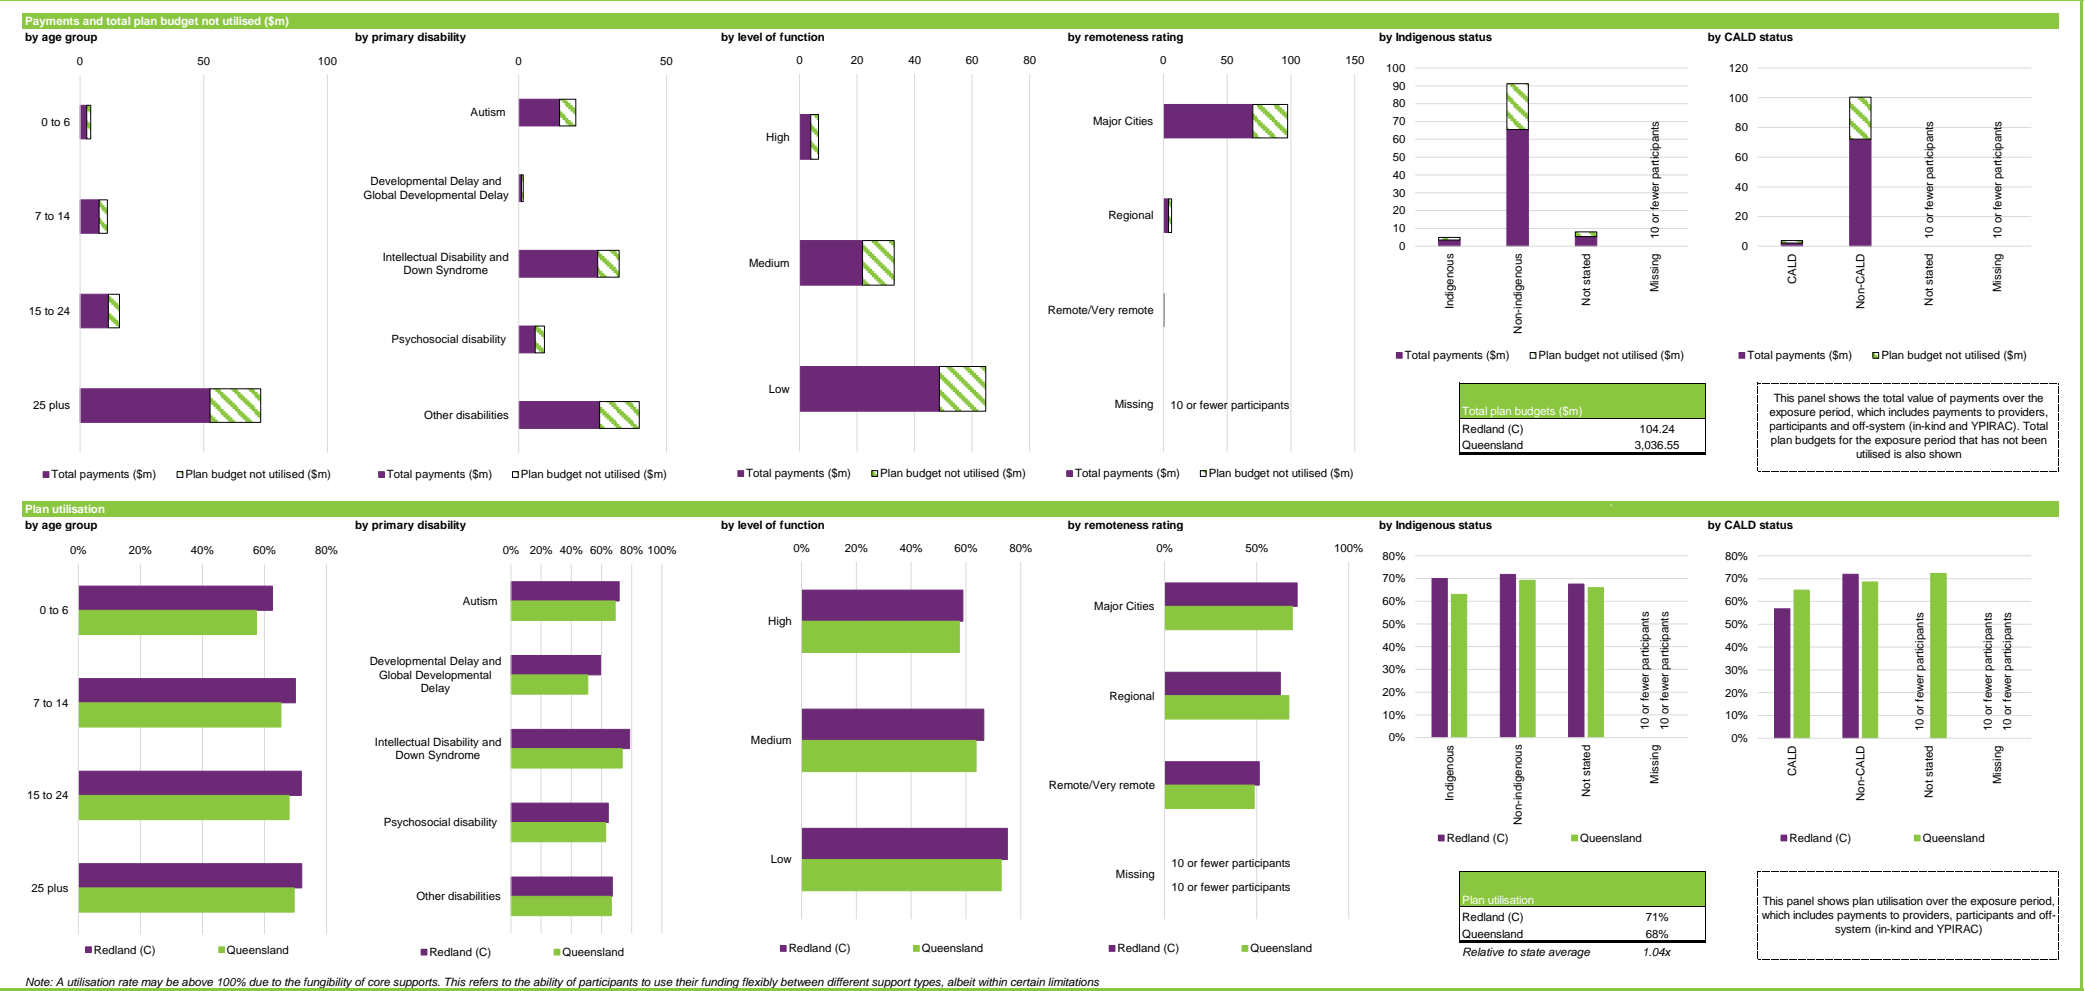 Payments and total plan budget not utilised ($m)
by age group
0 50 100
0 to 6
7 to 14
15 to 24
25 plus
Total payments ($m) Plan budget not utilised ($m)
by primary disability
0 50
Autism
Developmental Delay and
Global Developmental Delay
Intellectual Disability and
Down Syndrome
Psychosocial disability
Other disabilities
Total payments ($m) Plan budget not utilised ($m)
by level of function
0 20 40 60 80
High
Medium
Low
Total payments ($m) Plan budget not utilised ($m)
by remoteness rating
0 50 100 150
Major Cities
Regional
Remote/Very remote
Missing 10 or fewer participants
Total payments ($m) Plan budget not utilised ($m)
by Indigenous status
100
90
80
70
60
50
40
30
20
10
0
10 or fewer participants
Indigenous
Non-indigenous
Not stated
Missing
Total payments ($m) Plan budget not utilised ($m)
Total plan budgets ($m)
Redland (C) 104.24
Queensland 3,036.55
by CALD status
120
100
80
60
40
20
0
10 or fewer participants
10 or fewer participants
CALD
Non-CALD
Not stated
Missing
Total payments ($m) Plan budget not utilised ($m)
This panel shows the total value of payments over the
exposure period, which includes payments to providers,
participants and off-system (in-kind and YPIRAC). Total
plan budgets for the exposure period that has not been
utilised is also shown
Plan utilisation
by age group
0% 20% 40% 60% 80%
0 to 6
7 to 14
15 to 24
25 plus
Redland (C) Queensland
by primary disability
0% 20% 40% 60% 80% 100%
Autism
Developmental Delay and
Global Developmental
Delay
Intellectual Disability and
Down Syndrome
Psychosocial disability
Other disabilities
Redland (C) Queensland
by level of function
0% 20% 40% 60% 80%
High
Medium
Low
Redland (C) Queensland
by remoteness rating
0% 50% 100%
Major Cities
Regional
Remote/Very remote
Missing
10 or fewer participants
10 or fewer participants
Redland (C) Queensland
by Indigenous status
80%
70%
60%
50%
40%
30%
20%
10%
0%
10 or fewer participants
10 or fewer participants
Indigenous
Non-indigenous
Not stated
Missing
Redland (C) Queensland
Plan utilisation
Redland (C) 71%
Queensland 68%
Relative to state average 1.04x
by CALD status
80%
70%
60%
50%
40%
30%
20%
10%
0%
10 or fewer participants
10 or fewer participants
10 or fewer participants
CALD
Non-CALD
Not stated
Missing
Redland (C) Queensland
This panel shows plan utilisation over the exposure period,
which includes payments to providers, participants and off-
system (in-kind and YPIRAC)
Note: A utilisation rate may be above 100% due to the fungibility of core supports. This refers to the ability of participants to use their funding flexibly between different support types, albeit within certain limitations